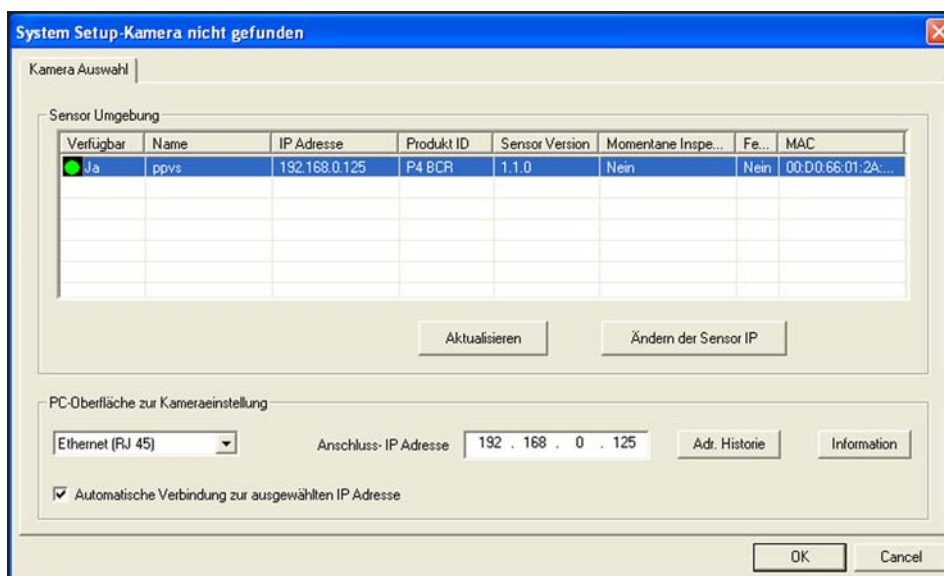 System Setup-Kamera nicht gefunden
Kamera Auswahl
Sensor Umgebung
Verfügbar Name IP Adresse Produkt ID Sensor Version Momentane Inspe... Fe... MAC
Ja ppvs 192.168.0.125 P4 BCR 1.1.0 Nein Nein 00:D0:66:01:2A:...
Aktualisieren Ändern der Sensor IP
PC-Oberfläche zur Kameraeinstellung
Ethernet (RJ 45) Anschluss- IP Adresse 192 . 168 . 0 . 125 Adr. Historie Information
Automatische Verbindung zur ausgewählten IP Adresse
OK Cancel